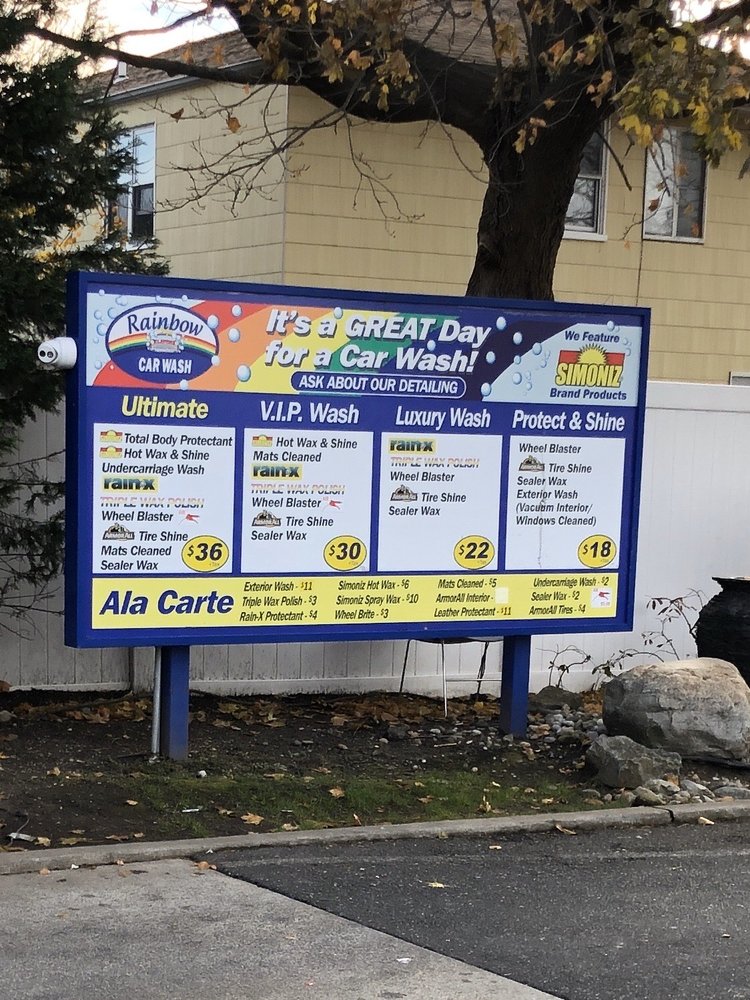 Rainbow
CAR WASH
It's a GREAT Day
for a Car Wash!
ASK ABOUT OUR DETAILING
We Feature
SIMONIZ
Brand Products
Ultimate
Total Body Protectant
Hot Wax & Shine
Undercarriage Wash
rain-x
TRIPLE WAX POLISH
Wheel Blaster
ARMORALL Tire Shine
Mats Cleaned
Sealer Wax
$36
V.I.P. Wash
Hot Wax & Shine
Mats Cleaned
rain-x
TRIPLE WAX POLISH
Wheel Blaster
ARMORALL Tire Shine
Sealer Wax
$30
Luxury Wash
rain-x
TRIPLE WAX POLISH
Wheel Blaster
ARMORALL Tire Shine
Sealer Wax
$22
Protect & Shine
Wheel Blaster
ARMORALL Tire Shine
Sealer Wax
Exterior Wash
(Vacuum Interior/
Windows Cleaned)
$18
Ala Carte
Exterior Wash - $11
Triple Wax Polish - $3
Rain-X Protectant - $4
Simoniz Hot Wax - $6
Simoniz Spray Wax - $10
Wheel Brite - $3
Mats Cleaned - $5
ArmorAll Interior -
Leather Protectant - $11
Undercarriage Wash - $2
Sealer Wax - $2
ArmorAll Tires - $4